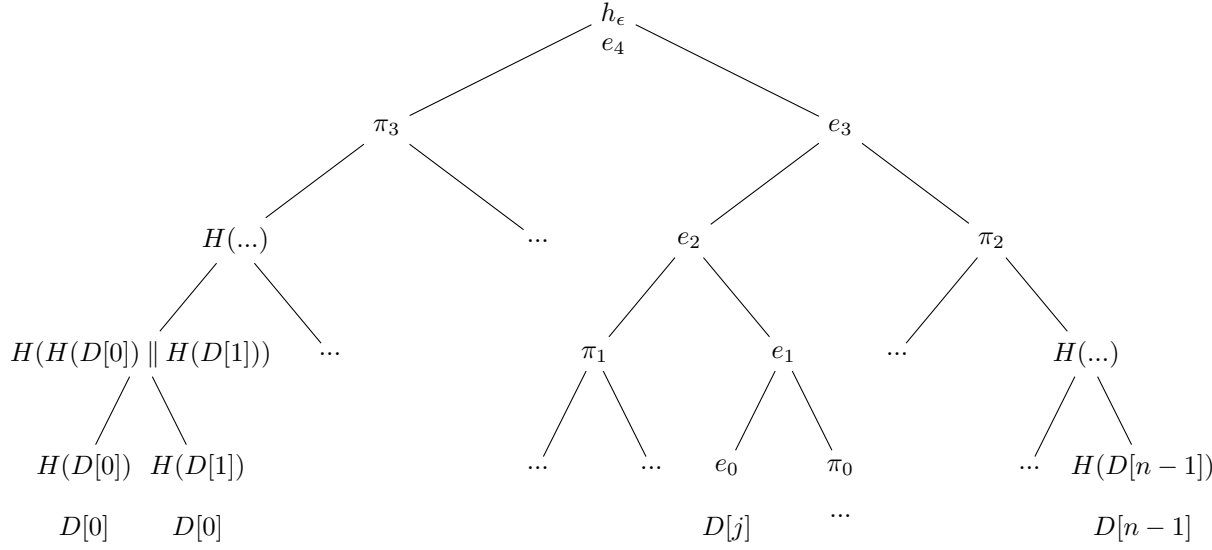 h_ϵ
e_4
π_3 e_3
H(...) ... e_2 π_2
H(H(D[0]) ∥ H(D[1])) ... π_1 e_1 ... H(...)
H(D[0]) H(D[1]) ... ... e_0 π_0 ... H(D[n − 1])
D[0] D[0] D[j] ... D[n − 1]